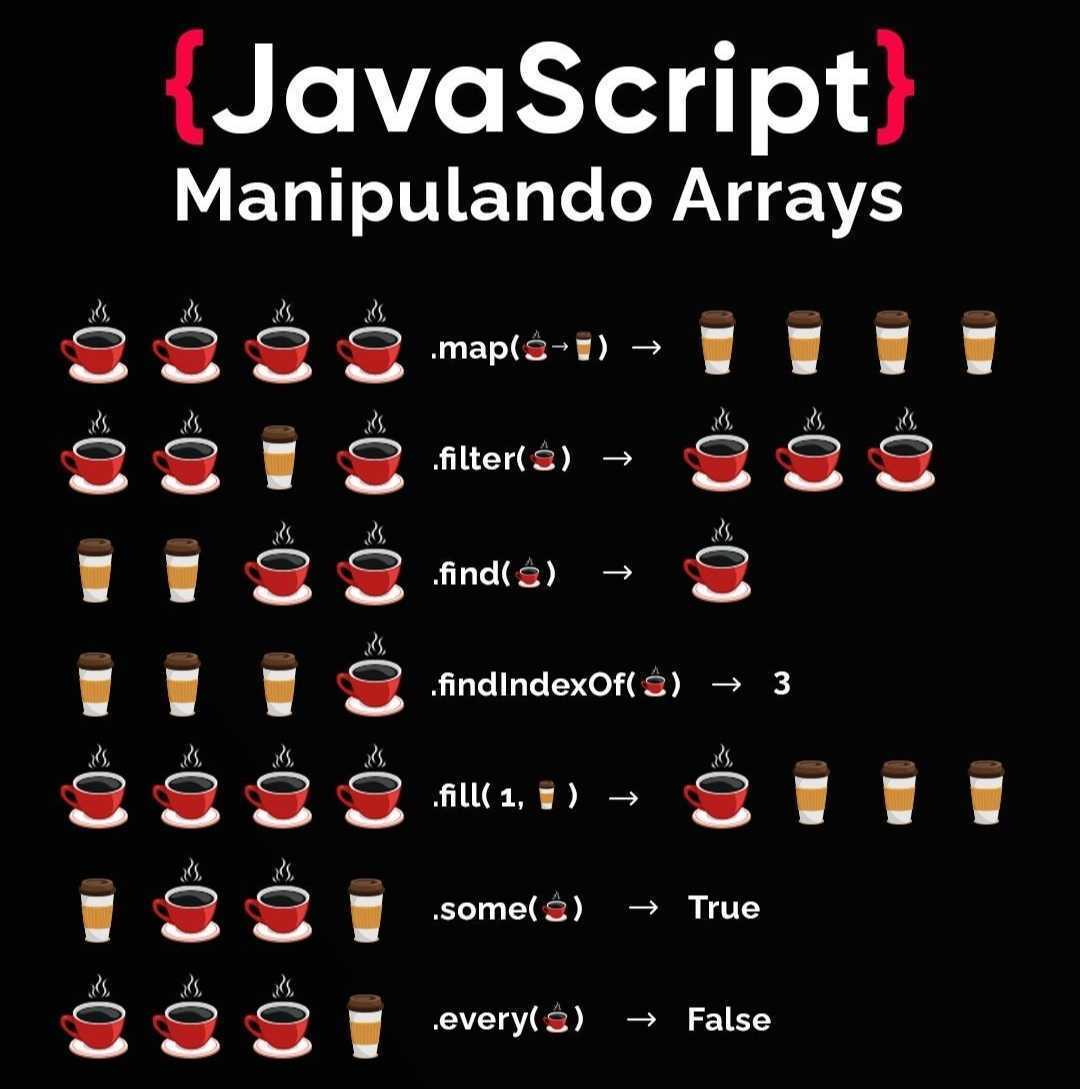 {JavaScript}
Manipulando Arrays
.map( → ) →
.filter( ) →
.find( ) →
.findIndexOf( ) → 3
.fill( 1, ) →
.some( ) → True
.every( ) → False